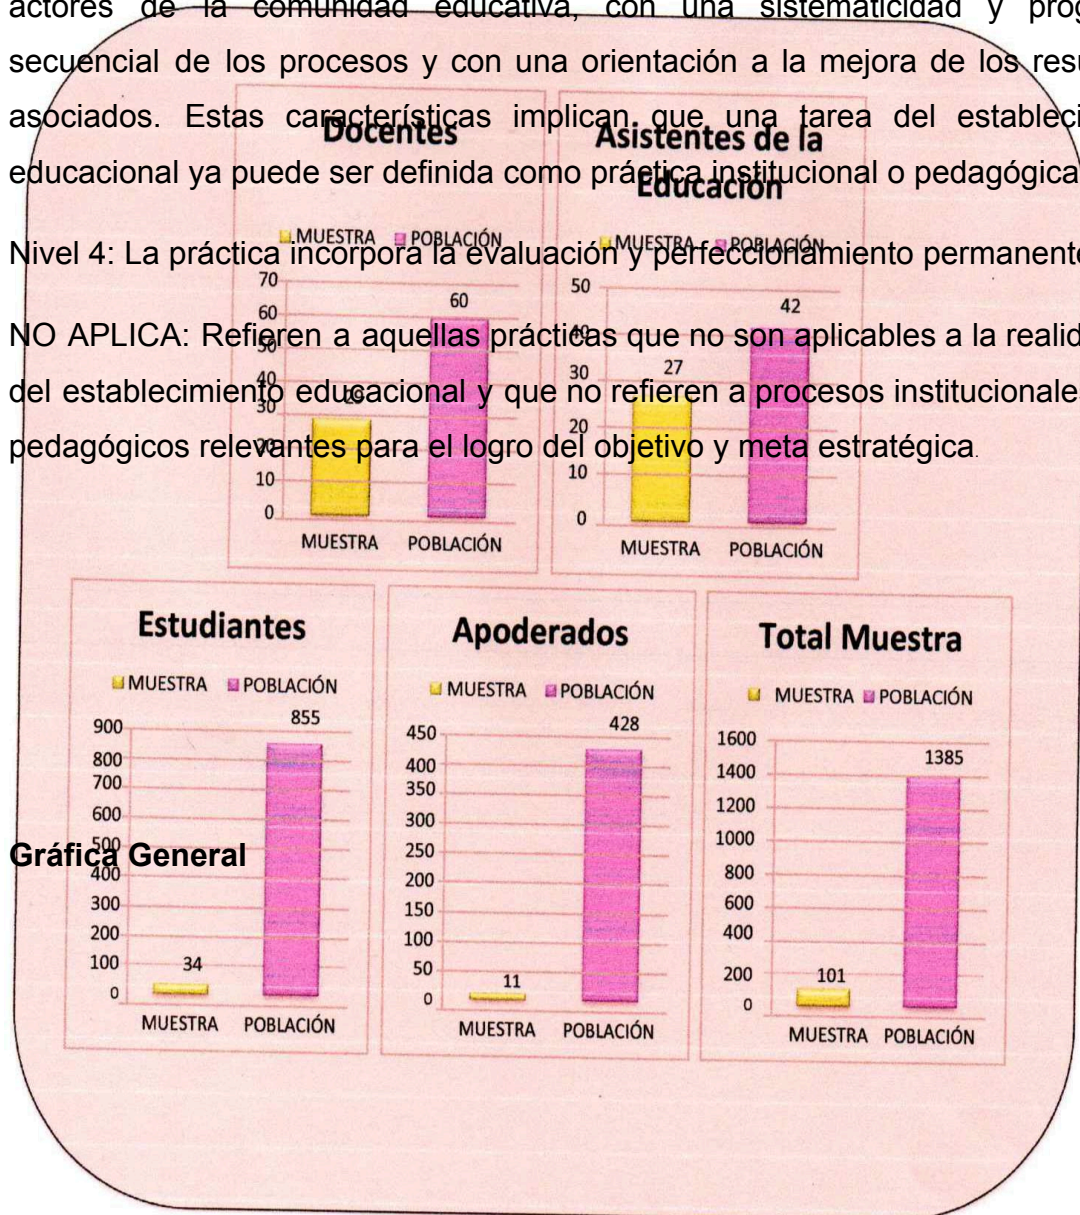 actores de la comunidad educativa, con una sistematicidad y prog
secuencial de los procesos y con una orientación a la mejora de los resu
asociados. Estas características implican que una tarea del estableci
educacional ya puede ser definida como práctica institucional o pedagógica
Nivel 4: La práctica incorpora la evaluación y perfeccionamiento permanente
NO APLICA: Refieren a aquellas prácticas que no son aplicables a la realid
del establecimiento educacional y que no refieren a procesos institucionale
pedagógicos relevantes para el logro del objetivo y meta estratégica.
Docentes
MUESTRA POBLACIÓN
70
60
50
40
30
20
10
0
29
60
MUESTRA POBLACIÓN
Asistentes de la
Educación
MUESTRA POBLACIÓN
50
40
30
20
10
0
27
42
MUESTRA POBLACIÓN
Estudiantes
MUESTRA POBLACIÓN
900
800
700
600
500
400
300
200
100
0
34
855
MUESTRA POBLACIÓN
Apoderados
MUESTRA POBLACIÓN
450
400
350
300
250
200
150
100
50
0
11
428
MUESTRA POBLACIÓN
Total Muestra
MUESTRA POBLACIÓN
1600
1400
1200
1000
800
600
400
200
0
101
1385
MUESTRA POBLACIÓN
Gráfica General